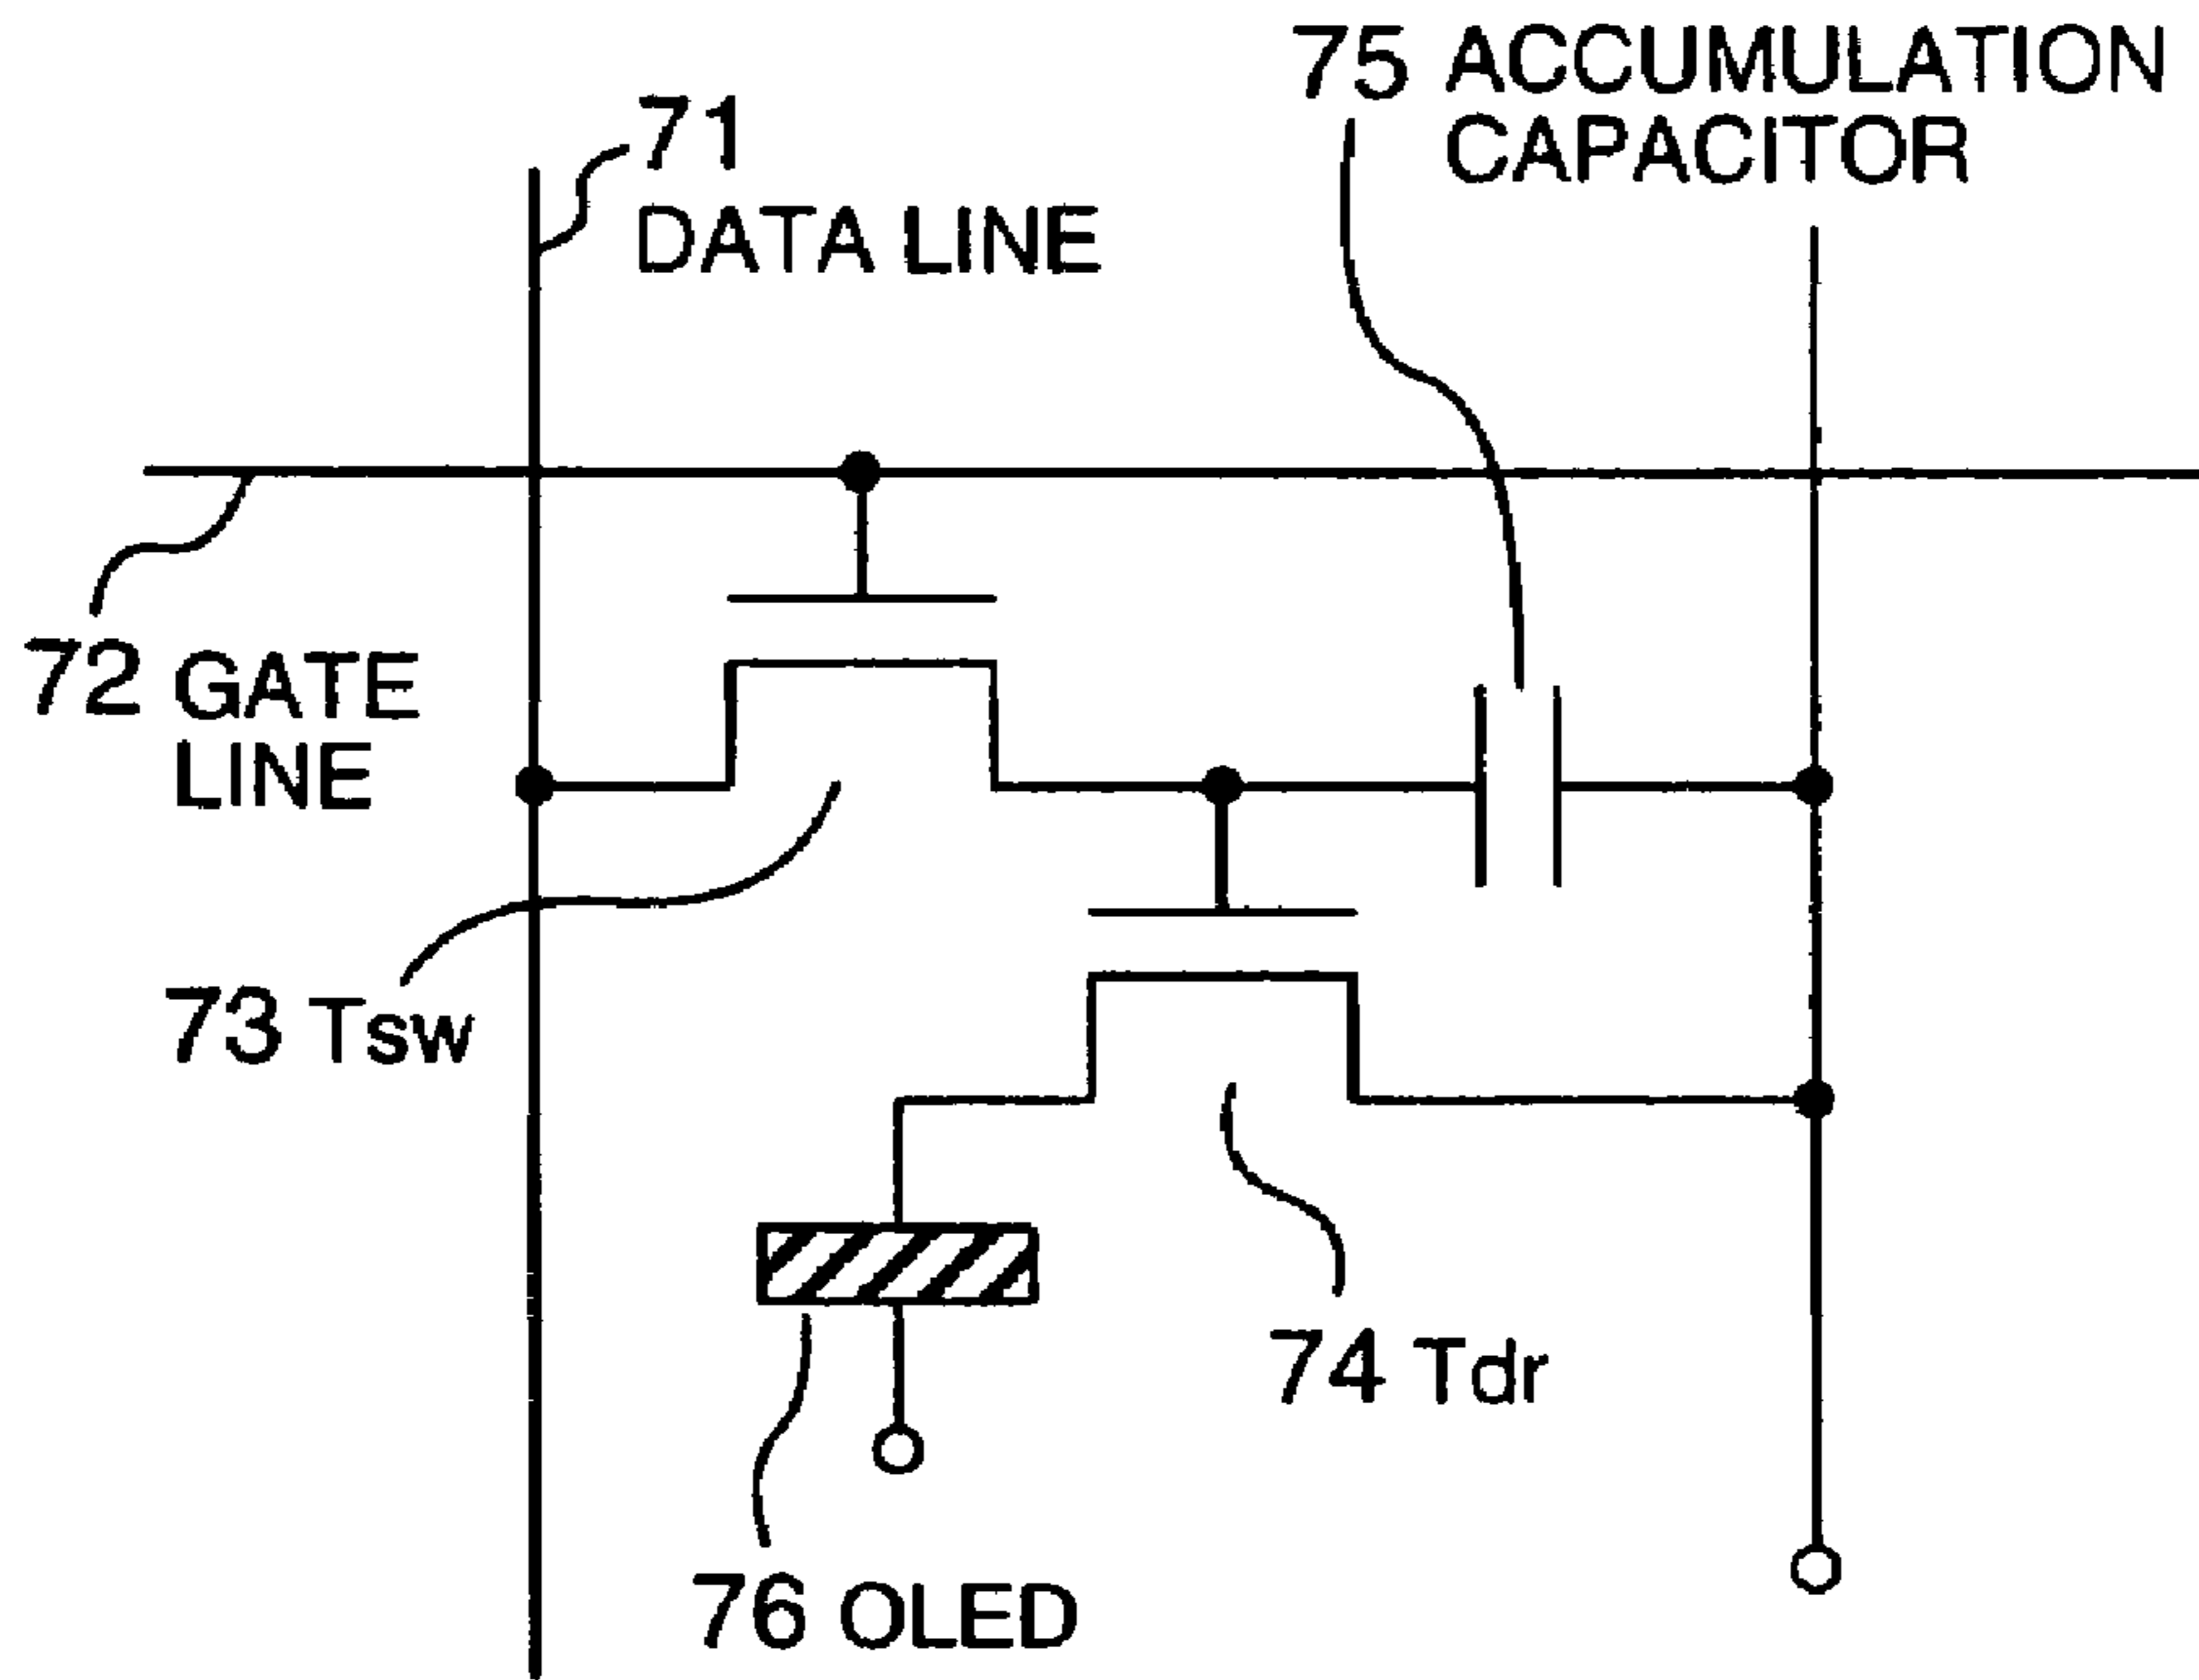 75 ACCUMULATION
CAPACITOR
71
DATA LINE
72 GATE
LINE
73 Tsw
74 Tdr
76 OLED